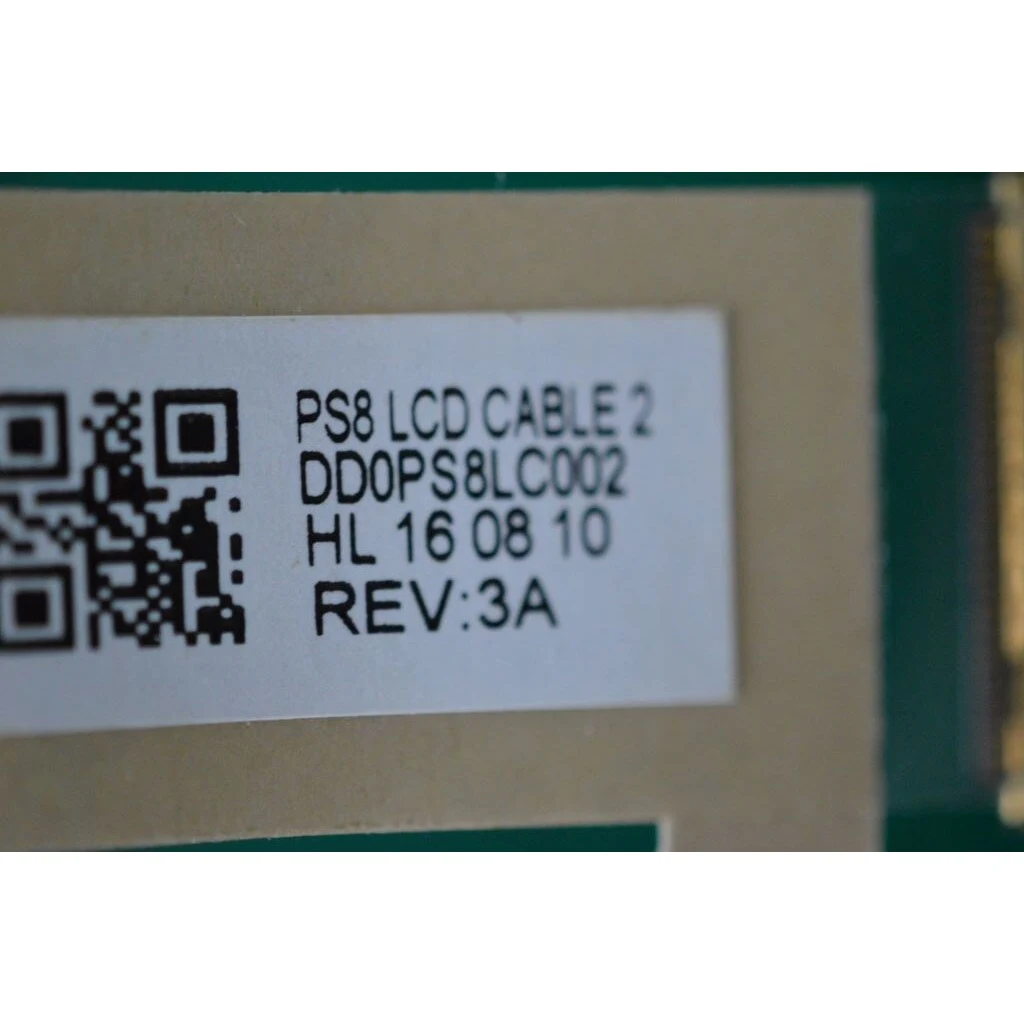 PS8 LCD CABLE 2
DD0PS8LC002
HL 16 08 10
REV:3A